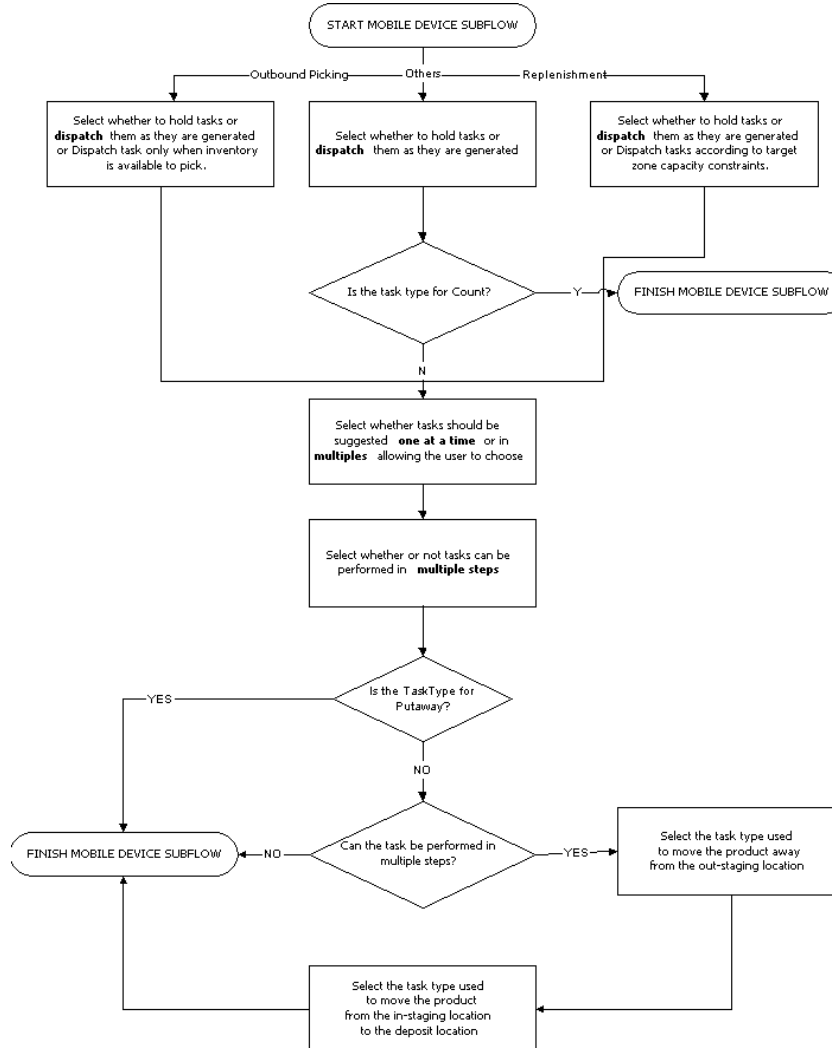 START MOBILE DEVICE SUBFLOW
Outbound Picking
Others
Replenishment
Select whether to hold tasks or
dispatch them as they are generated
or Dispatch task only when inventory
is available to pick.
Select whether to hold tasks or
dispatch them as they are generated
Select whether to hold tasks or
dispatch them as they are generated
or Dispatch tasks according to target
zone capacity constraints.
Is the task type for Count?
Y
FINISH MOBILE DEVICE SUBFLOW
N
Select whether tasks should be
suggested one at a time or in
multiples allowing the user to choose
Select whether or not tasks can be
performed in multiple steps
Is the TaskType for
Putaway?
YES
NO
FINISH MOBILE DEVICE SUBFLOW
NO
Can the task be performed in
multiple steps?
YES
Select the task type used
to move the product away
from the out-staging location
Select the task type used
to move the product
from the in-staging location
to the deposit location